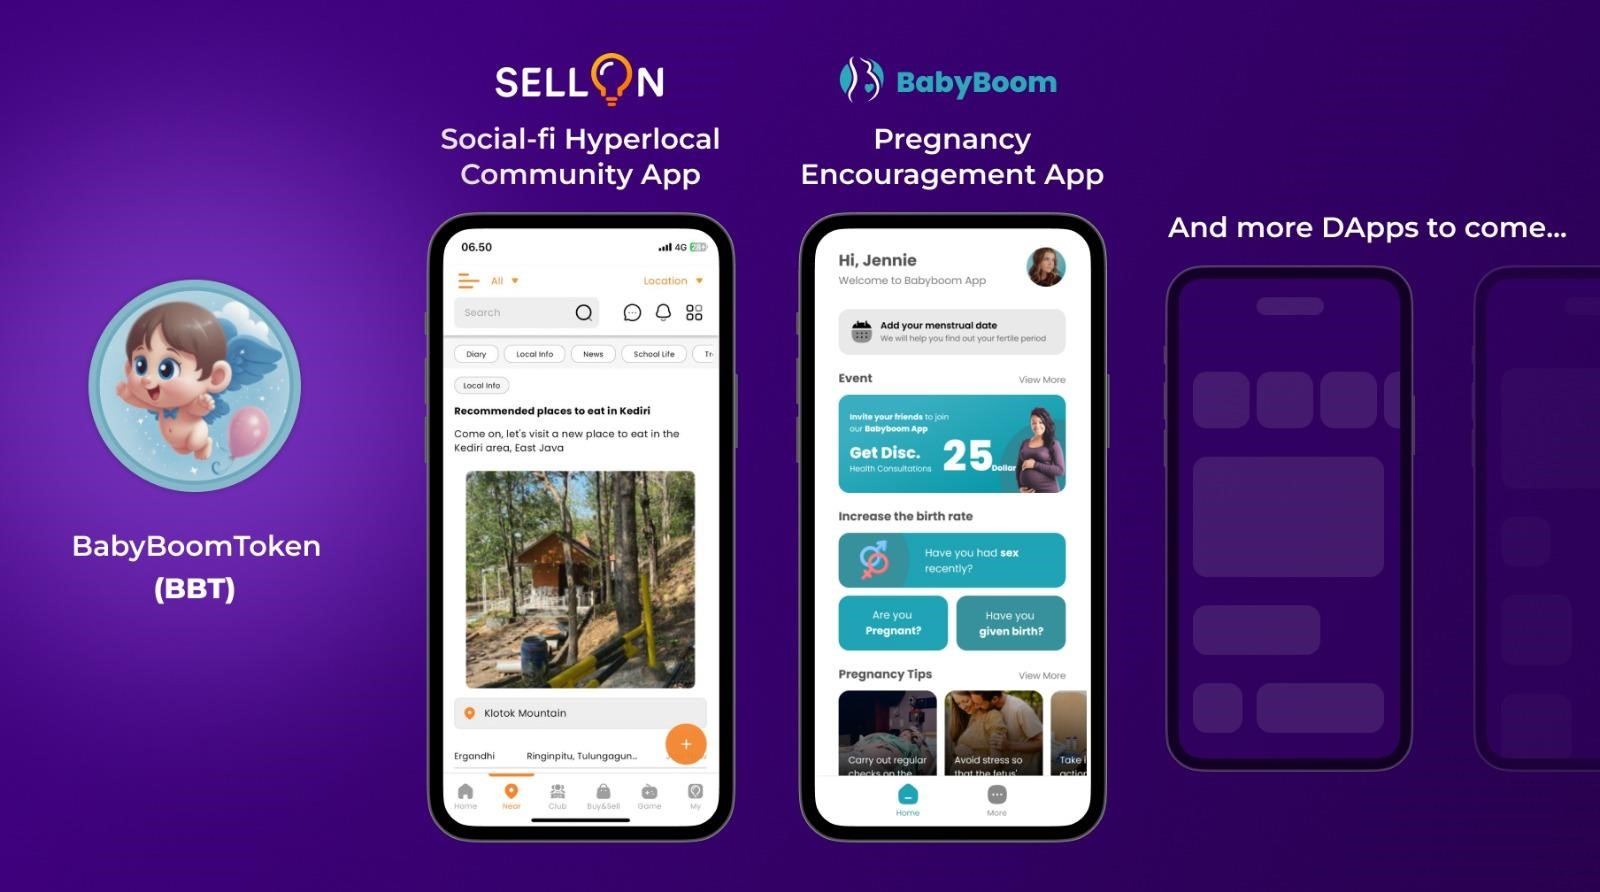 BabyBoomToken
(BBT)
SELLON
Social-fi Hyperlocal
Community App
06.50
4G
All
Location
Search
Diary
Local Info
News
School Life
Local Info
Recommended places to eat in Kediri
Come on, let's visit a new place to eat in the
Kediri area, East Java
Klotok Mountain
Ergandhi
Ringinpitu, Tulungagun...
+
Home
Near
Club
Buy&Sell
Game
My
BabyBoom
Pregnancy
Encouragement App
Hi, Jennie
Welcome to Babyboom App
Add your menstrual date
We will help you find out your fertile period
Event
View More
Invite your friends to join
our Babyboom App
Get Disc.
Health Consultations
25
Dollar
Increase the birth rate
Have you had sex
recently?
Are you
Pregnant?
Have you
given birth?
Pregnancy Tips
View More
Carry out regular
checks on the
Avoid stress so
that the fetus'
Take
action
Home
More
And more DApps to come...